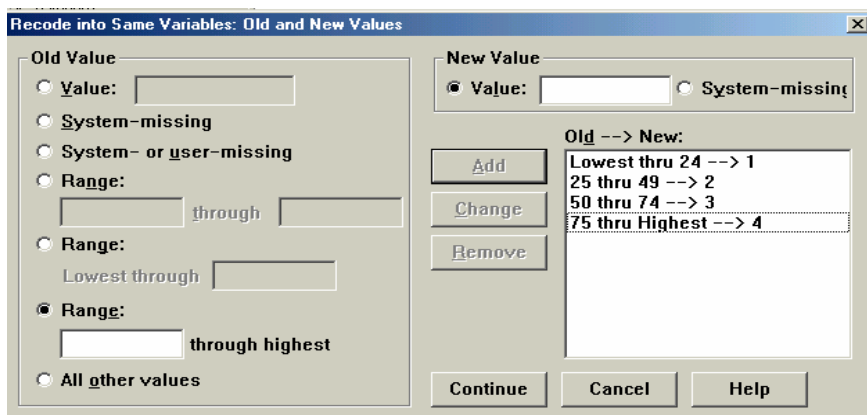 Recode into Same Variables: Old and New Values
Old Value
Value:
System-missing
System- or user-missing
Range:
through
Range:
Lowest through
Range:
through highest
All other values
New Value
Value:
System-missing
Old --> New:
Add
Change
Remove
Lowest thru 24 --> 1
25 thru 49 --> 2
50 thru 74 --> 3
75 thru Highest --> 4
Continue
Cancel
Help